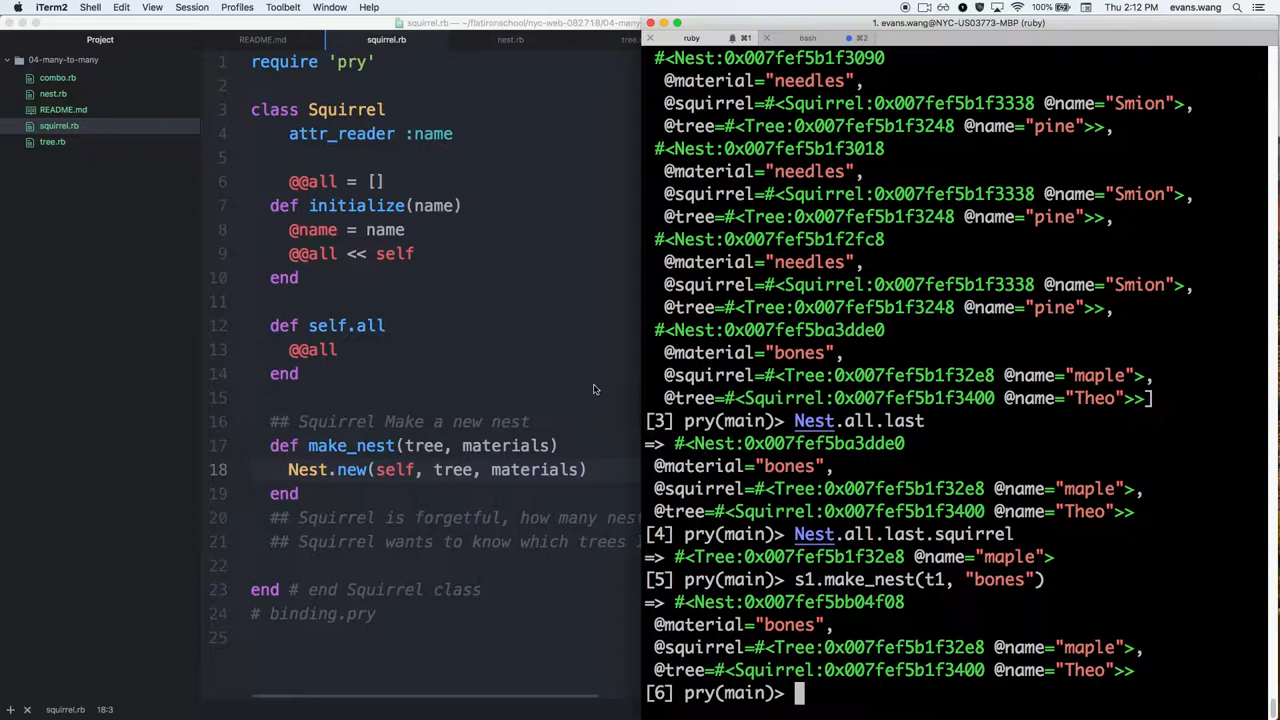 iTerm2 Shell Edit View Session Profiles Toolbelt Window Help 100% Thu 2:12 PM evans.wang
squirrel.rb — ~/flatironschool/nyc-web-082718/04-many
1. evans.wang@NYC-US03773-MBP (ruby)
Project
README.md squirrel.rb nest.rb tree.
ruby ⌘1 bash ⌘2
04-many-to-many
combo.rb
nest.rb
README.md
squirrel.rb
tree.rb
1 require 'pry'
2
3 class Squirrel
4 attr_reader :name
5
6 @@all = []
7 def initialize(name)
8 @name = name
9 @@all << self
10 end
11
12 def self.all
13 @@all
14 end
15
16 ## Squirrel Make a new nest
17 def make_nest(tree, materials)
18 Nest.new(self, tree, materials)
19 end
20 ## Squirrel is forgetful, how many nest
21 ## Squirrel wants to know which trees
22
23 end # end Squirrel class
24 # binding.pry
25
squirrel.rb 18:3
#<Nest:0x007fef5b1f3090
@material="needles",
@squirrel=#<Squirrel:0x007fef5b1f3338 @name="Smion">,
@tree=#<Tree:0x007fef5b1f3248 @name="pine">>,
#<Nest:0x007fef5b1f3018
@material="needles",
@squirrel=#<Squirrel:0x007fef5b1f3338 @name="Smion">,
@tree=#<Tree:0x007fef5b1f3248 @name="pine">>,
#<Nest:0x007fef5b1f2fc8
@material="needles",
@squirrel=#<Squirrel:0x007fef5b1f3338 @name="Smion">,
@tree=#<Tree:0x007fef5b1f3248 @name="pine">>,
#<Nest:0x007fef5ba3dde0
@material="bones",
@squirrel=#<Tree:0x007fef5b1f32e8 @name="maple">,
@tree=#<Squirrel:0x007fef5b1f3400 @name="Theo">>]
[3] pry(main)> Nest.all.last
=> #<Nest:0x007fef5ba3dde0
@material="bones",
@squirrel=#<Tree:0x007fef5b1f32e8 @name="maple">,
@tree=#<Squirrel:0x007fef5b1f3400 @name="Theo">>
[4] pry(main)> Nest.all.last.squirrel
=> #<Tree:0x007fef5b1f32e8 @name="maple">
[5] pry(main)> s1.make_nest(t1, "bones")
=> #<Nest:0x007fef5bb04f08
@material="bones",
@squirrel=#<Tree:0x007fef5b1f32e8 @name="maple">,
@tree=#<Squirrel:0x007fef5b1f3400 @name="Theo">>
[6] pry(main)>